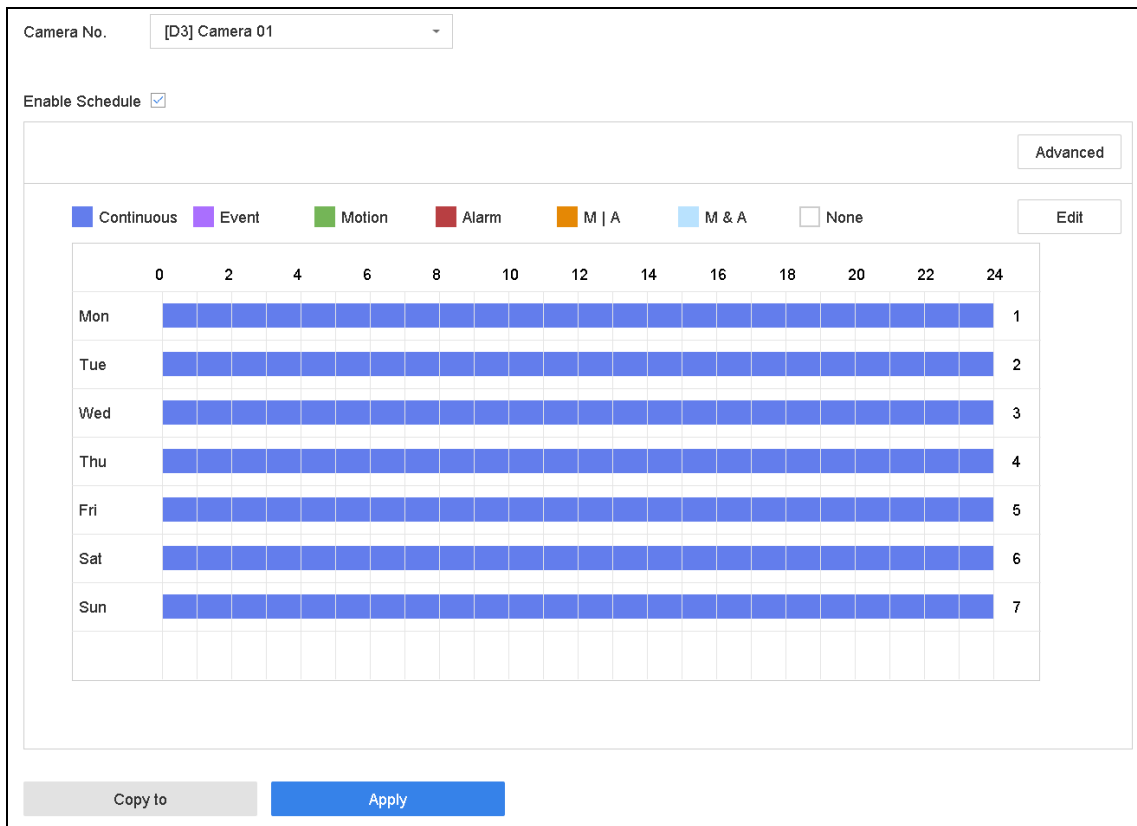 Camera No. [D3] Camera 01
Enable Schedule
Advanced
Continuous Event Motion Alarm M | A M & A None Edit
0 2 4 6 8 10 12 14 16 18 20 22 24
Mon 1
Tue 2
Wed 3
Thu 4
Fri 5
Sat 6
Sun 7
Copy to Apply